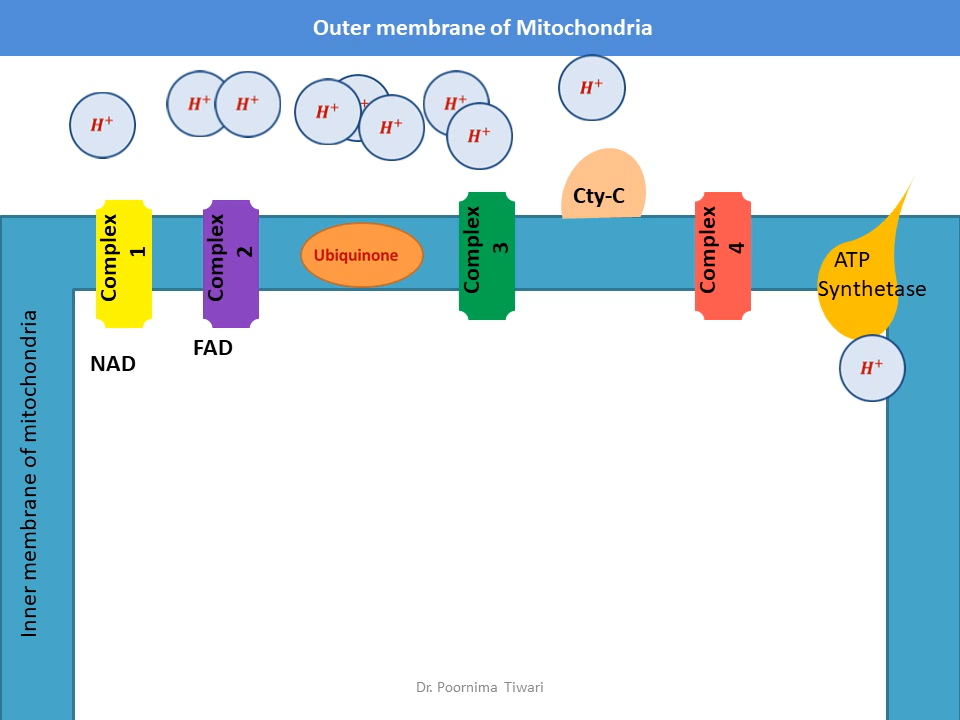 Outer membrane of Mitochondria
H+
H+
H+
H+
+
H+
H+
H+
H+
Cty-C
Complex
1
Complex
2
Ubiquinone
Complex
3
Complex
4
ATP
Synthetase
H+
NAD
FAD
Inner membrane of mitochondria
Dr. Poornima Tiwari